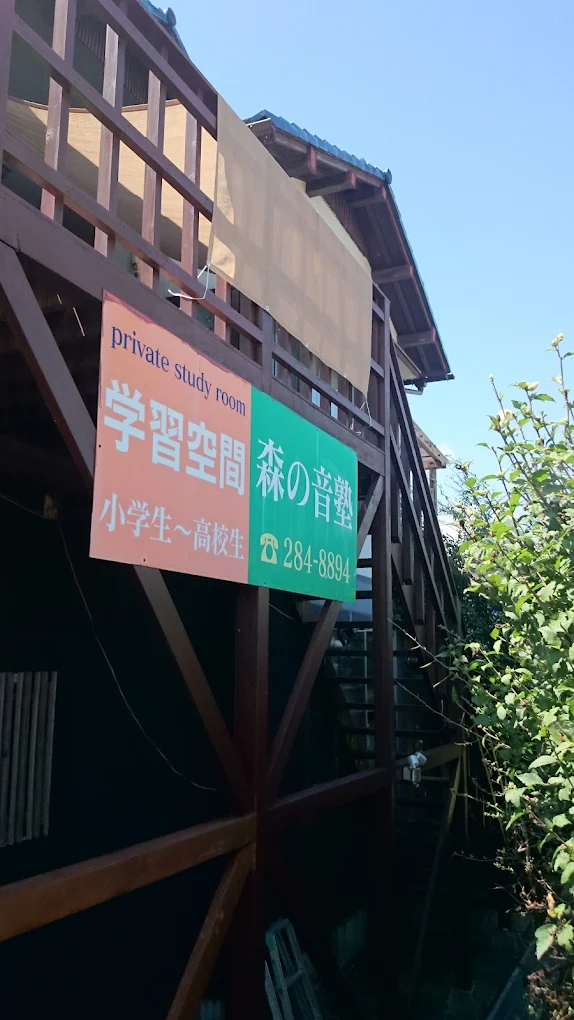 private study room
学習空間
小学生～高校生
森の音塾
☎284-8894